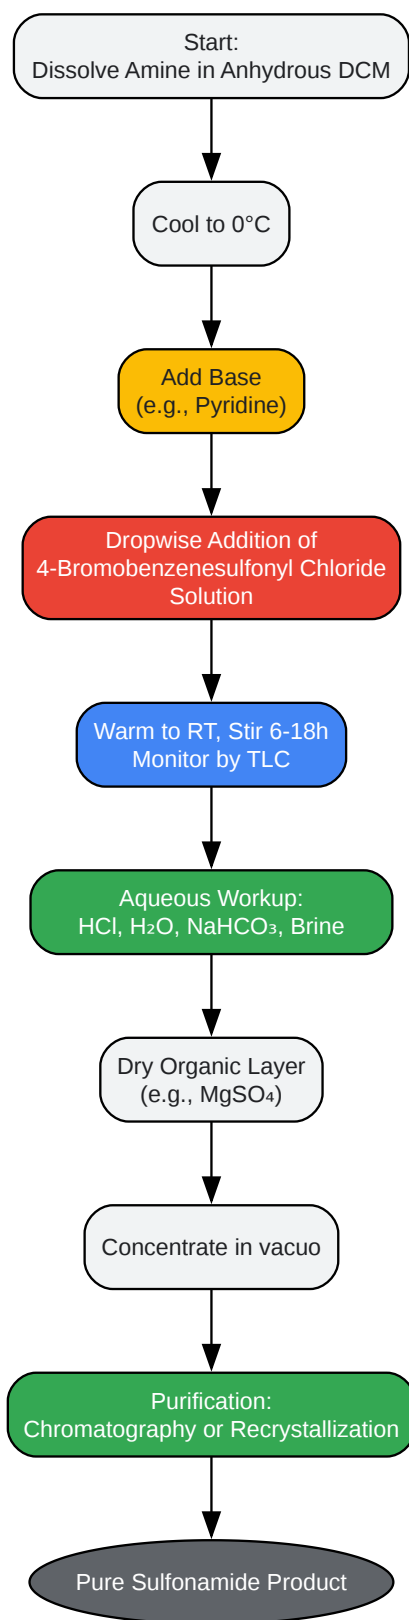 Start:
Dissolve Amine in Anhydrous DCM
Cool to 0°C
Add Base
(e.g., Pyridine)
Dropwise Addition of
4-Bromobenzenesulfonyl Chloride
Solution
Warm to RT, Stir 6-18h
Monitor by TLC
Aqueous Workup:
HCl, H₂O, NaHCO₃, Brine
Dry Organic Layer
(e.g., MgSO₄)
Concentrate in vacuo
Purification:
Chromatography or Recrystallization
Pure Sulfonamide Product